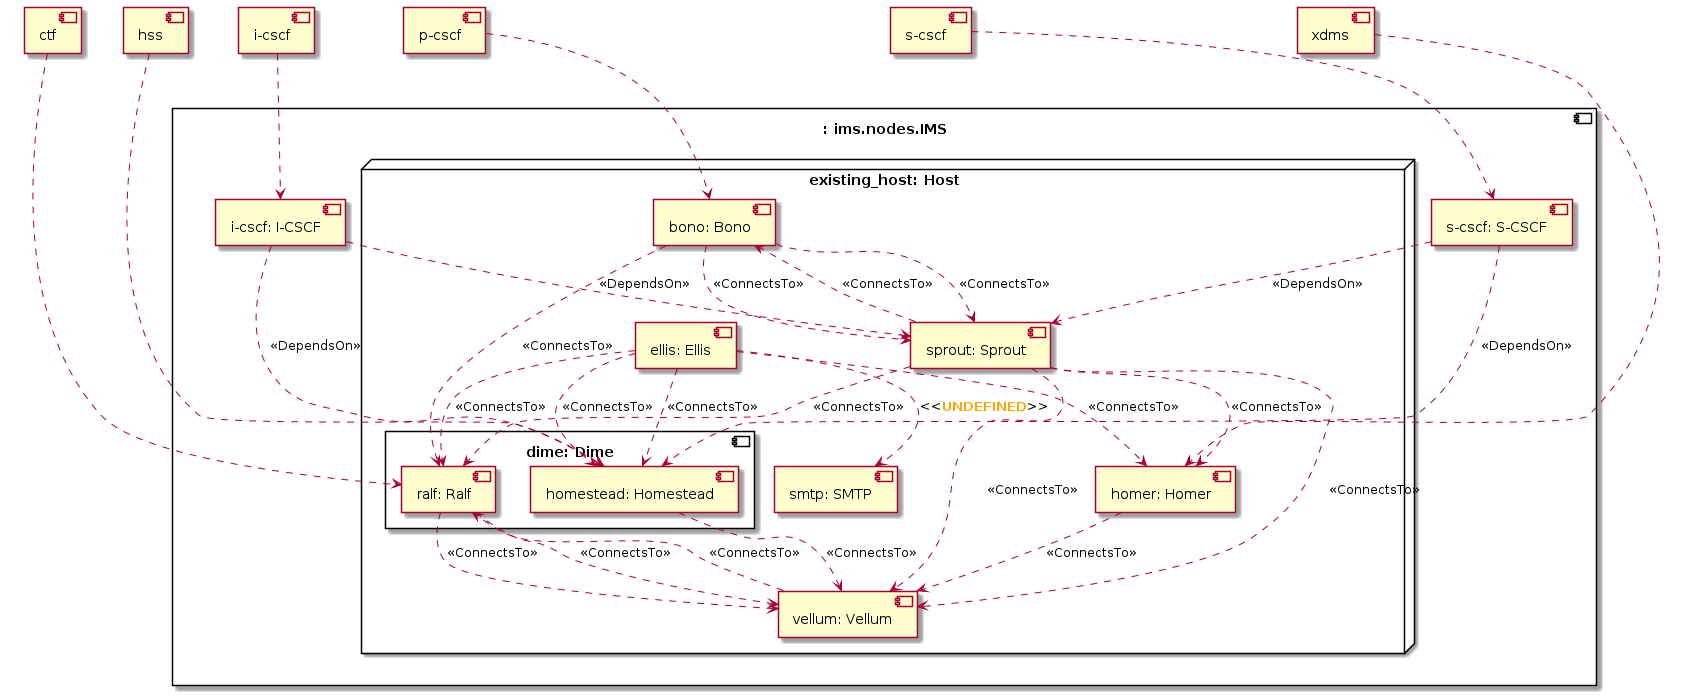 ctf
hss
i-cscf
p-cscf
s-cscf
xdms
: ims.nodes.IMS
existing_host: Host
i-cscf: I-CSCF
bono: Bono
s-cscf: S-CSCF
«DependsOn»
«ConnectsTo»
«ConnectsTo»
«ConnectsTo»
«DependsOn»
«DependsOn»
«ConnectsTo»
ellis: Ellis
sprout: Sprout
«DependsOn»
«ConnectsTo»
«ConnectsTo»
«ConnectsTo»
«ConnectsTo»
<<UNDEFINED>>
«ConnectsTo»
«ConnectsTo»
dime: Dime
ralf: Ralf
homestead: Homestead
smtp: SMTP
homer: Homer
«ConnectsTo»
«ConnectsTo»
«ConnectsTo»
«ConnectsTo»
«ConnectsTo»
«ConnectsTo»
«ConnectsTo»
vellum: Vellum